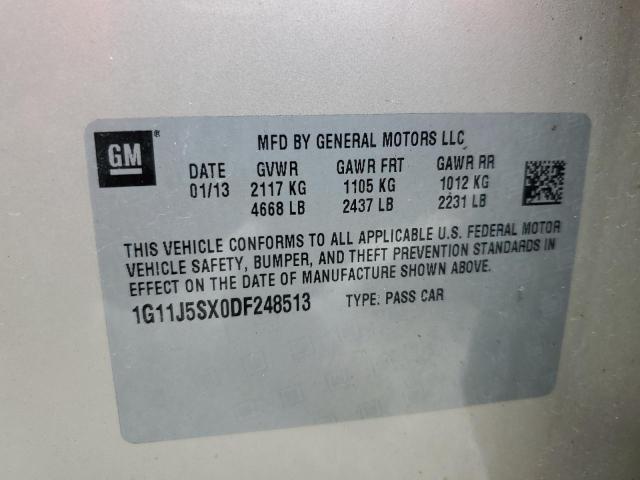 GM
MFD BY GENERAL MOTORS LLC
DATE GVWR GAWR FRT GAWR RR
01/13 2117 KG 1105 KG 1012 KG
4668 LB 2437 LB 2231 LB
THIS VEHICLE CONFORMS TO ALL APPLICABLE U.S. FEDERAL MOTOR
VEHICLE SAFETY, BUMPER, AND THEFT PREVENTION STANDARDS IN
EFFECT ON THE DATE OF MANUFACTURE SHOWN ABOVE.
1G11J5SX0DF248513 TYPE: PASS CAR